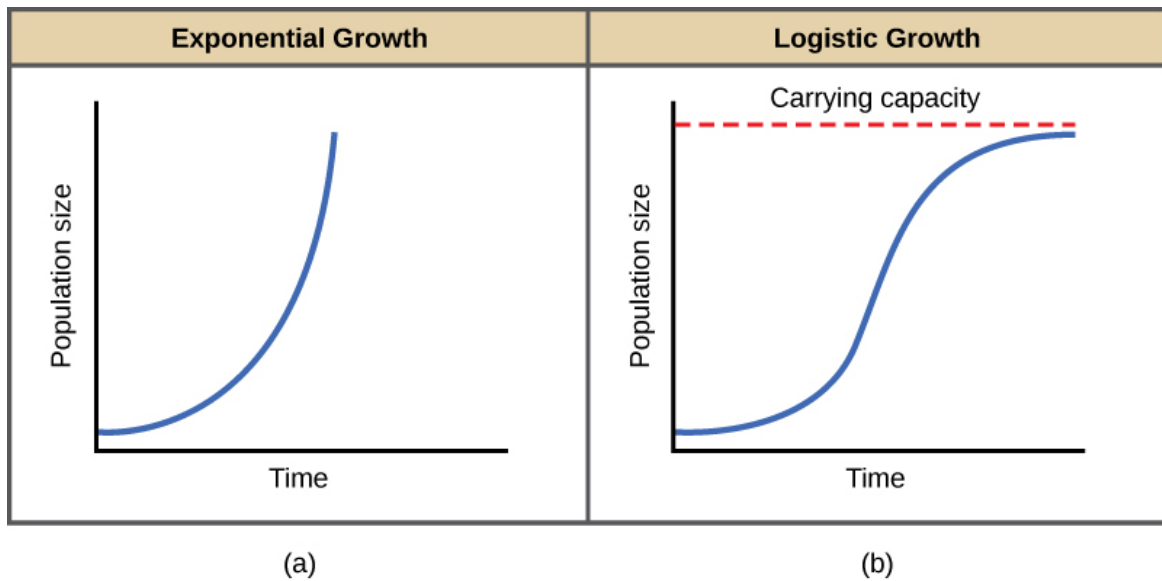 Exponential Growth
Logistic Growth
Population size
Time
Carrying capacity
Population size
Time
(a)
(b)